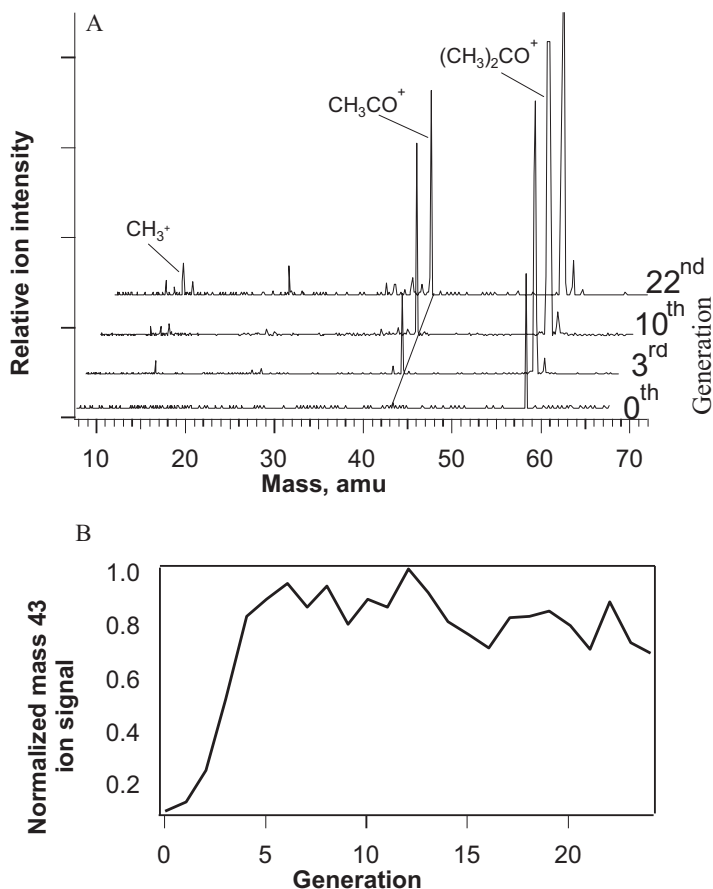 A
(CH3)2CO+
CH3CO+
CH3+
22nd
10th
3rd
0th
Generation
Relative ion intensity
10 20 30 40 50 60 70
Mass, amu
B
1.0
0.8
0.6
0.4
0.2
Normalized mass 43
ion signal
0 5 10 15 20
Generation